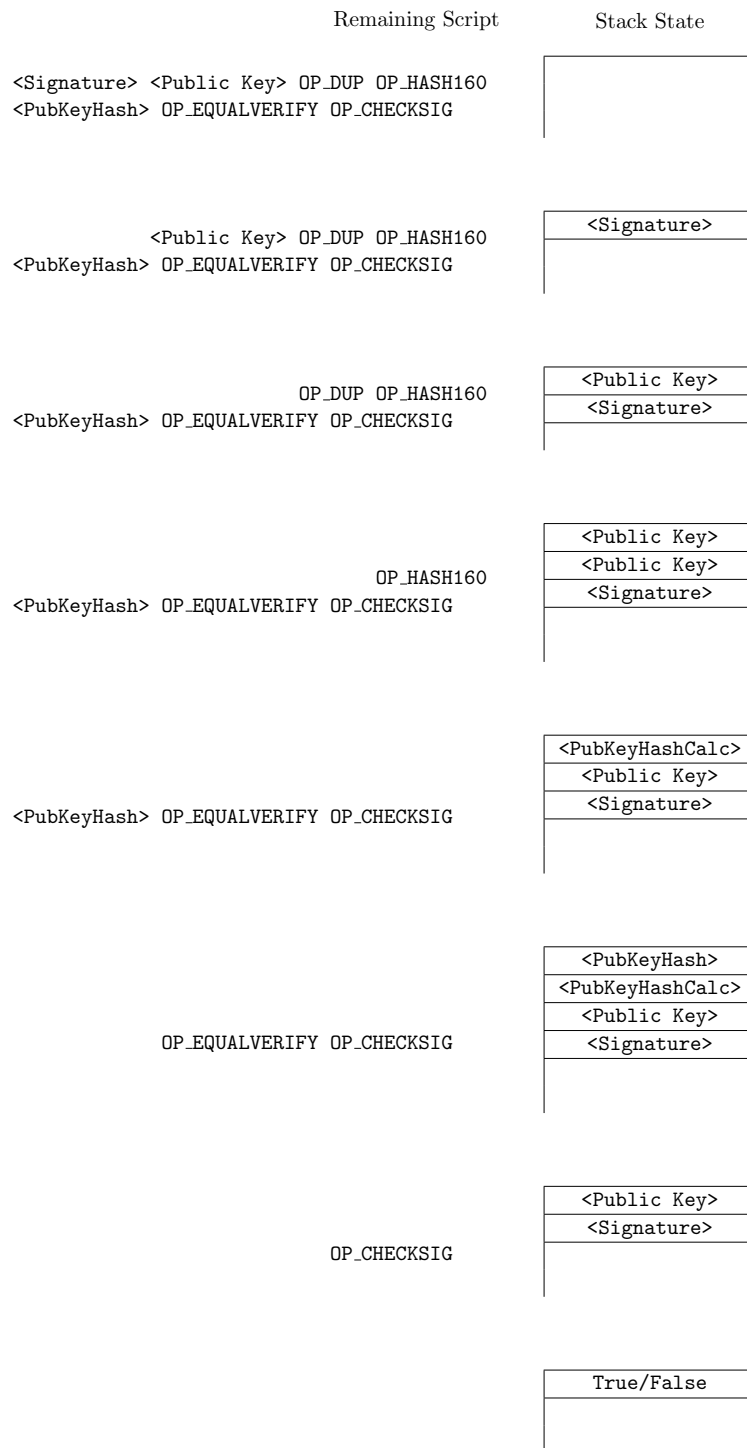 Remaining Script Stack State
<Signature> <Public Key> OP_DUP OP_HASH160
<PubKeyHash> OP_EQUALVERIFY OP_CHECKSIG
<Signature>
<Public Key> OP_DUP OP_HASH160
<PubKeyHash> OP_EQUALVERIFY OP_CHECKSIG
<Public Key>
OP_DUP OP_HASH160
<Signature>
<PubKeyHash> OP_EQUALVERIFY OP_CHECKSIG
<Public Key>
<Public Key>
OP_HASH160
<Signature>
<PubKeyHash> OP_EQUALVERIFY OP_CHECKSIG
<PubKeyHashCalc>
<Public Key>
<Signature>
<PubKeyHash> OP_EQUALVERIFY OP_CHECKSIG
<PubKeyHash>
<PubKeyHashCalc>
<Public Key>
OP_EQUALVERIFY OP_CHECKSIG <Signature>
<Public Key>
<Signature>
OP_CHECKSIG
True/False